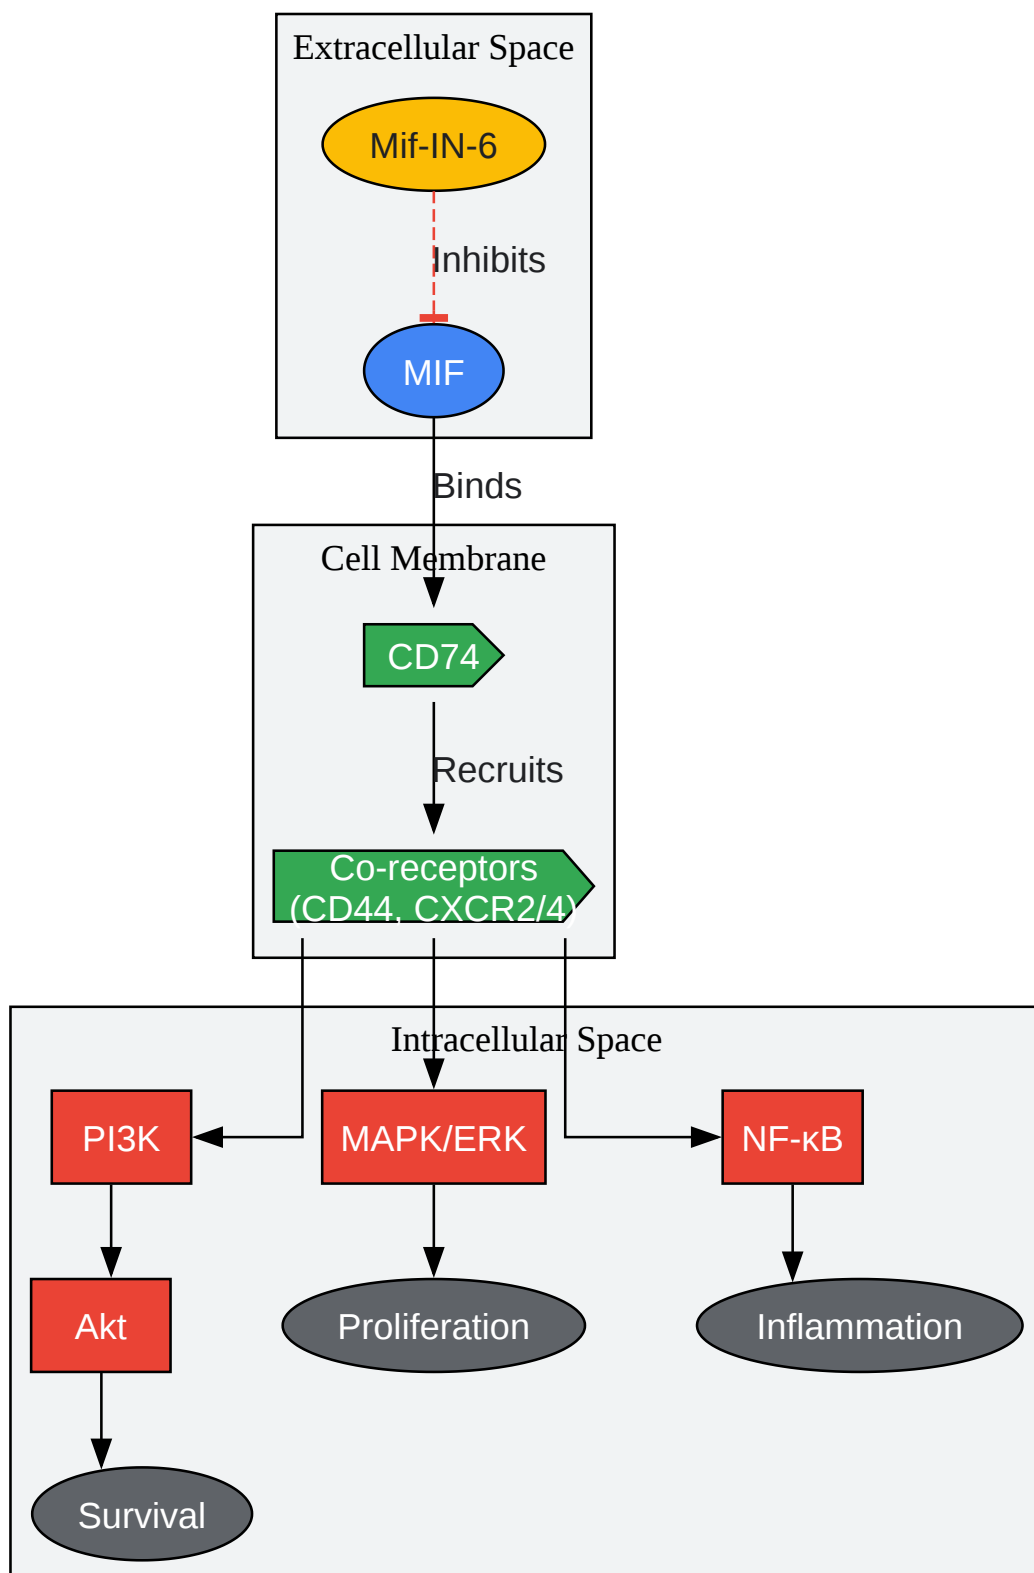 Extracellular Space
Mif-IN-6
Inhibits
MIF
Binds
Cell Membrane
CD74
Recruits
Co-receptors
(CD44, CXCR2/4)
Intracellular Space
PI3K
MAPK/ERK
NF-κB
Akt
Proliferation
Inflammation
Survival